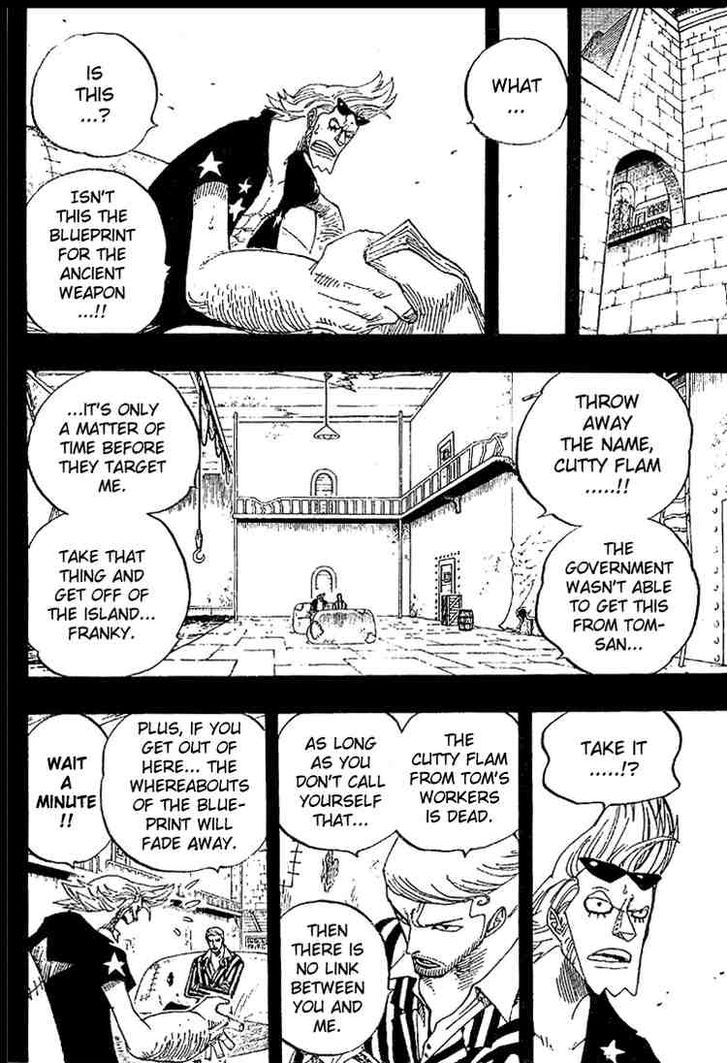 WHAT
...
IS
THIS
...?
ISN'T
THIS THE
BLUEPRINT
FOR THE
ANCIENT
WEAPON
...!!
THROW
AWAY
THE NAME,
CUTTY FLAM
.....!!
THE
GOVERNMENT
WASN'T ABLE
TO GET THIS
FROM TOM-
SAN...
...IT'S ONLY
A MATTER OF
TIME BEFORE
THEY TARGET
ME.
TAKE THAT
THING AND
GET OFF OF
THE ISLAND...
FRANKY.
TAKE IT
.....!?
THE
CUTTY FLAM
FROM TOM'S
WORKERS
IS DEAD.
AS LONG
AS YOU
DON'T CALL
YOURSELF
THAT...
THEN
THERE IS
NO LINK
BETWEEN
YOU AND
ME.
PLUS, IF YOU
GET OUT OF
HERE... THE
WHEREABOUTS
OF THE BLUE-
PRINT WILL
FADE AWAY.
WAIT
A
MINUTE
!!